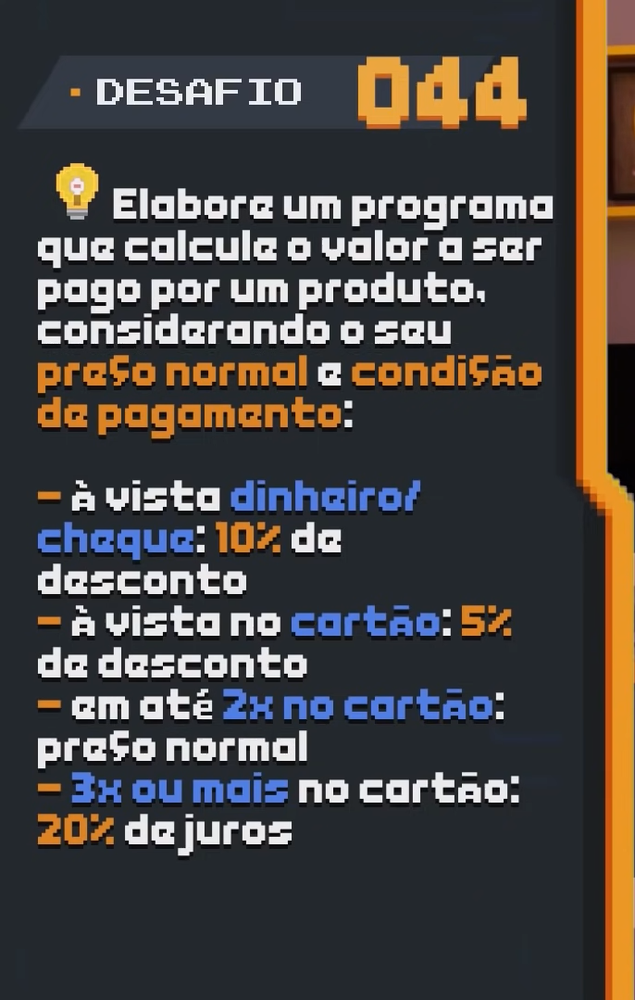 DESAFIO 044
Elabore um programa
que calcule o valor a ser
pago por um produto,
considerando o seu
preço normal e condição
de pagamento:
- à vista dinheiro/
cheque: 10% de
desconto
- à vista no cartão: 5%
de desconto
- em até 2x no cartão:
preço normal
- 3x ou mais no cartão:
20% de juros